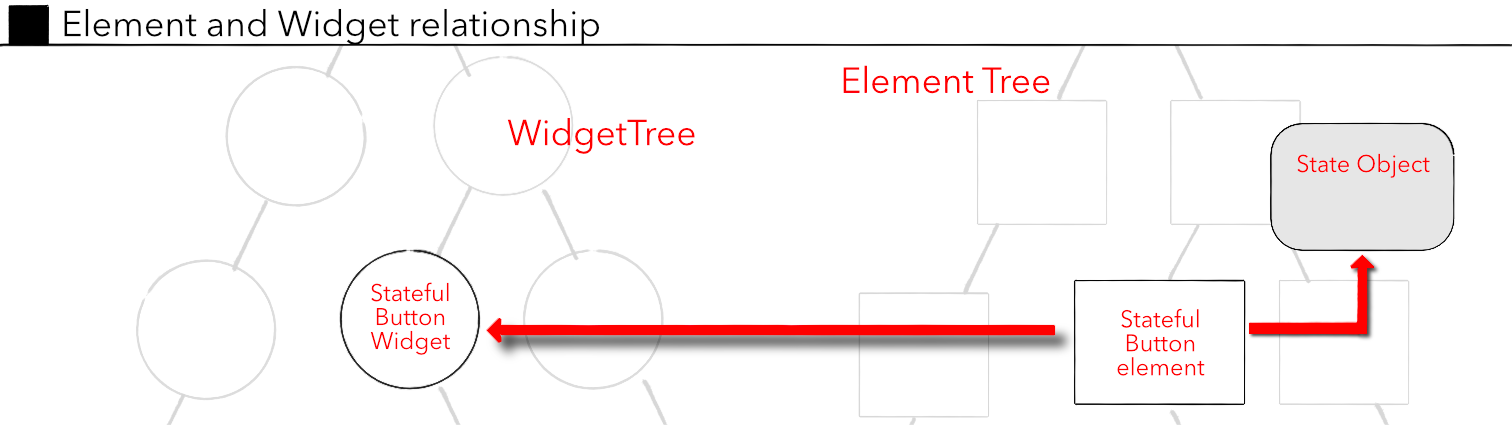 Element and Widget relationship
Element Tree
WidgetTree
State Object
Stateful
Button
Widget
Stateful
Button
element